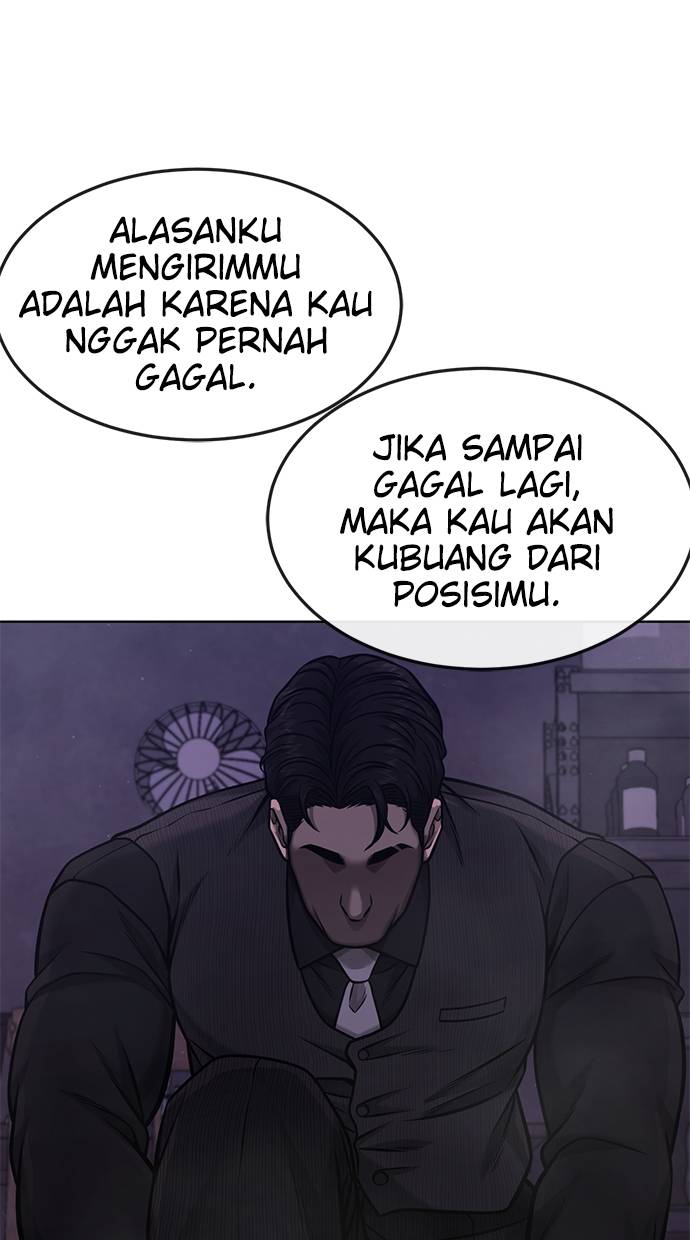 ALASANKU
MENGIRIMMU
ADALAH KARENA KAU
NGGAK PERNAH
GAGAL.
JIKA SAMPAI
GAGAL LAGI,
MAKA KAU AKAN
KUBUANG DARI
POSISIMU.